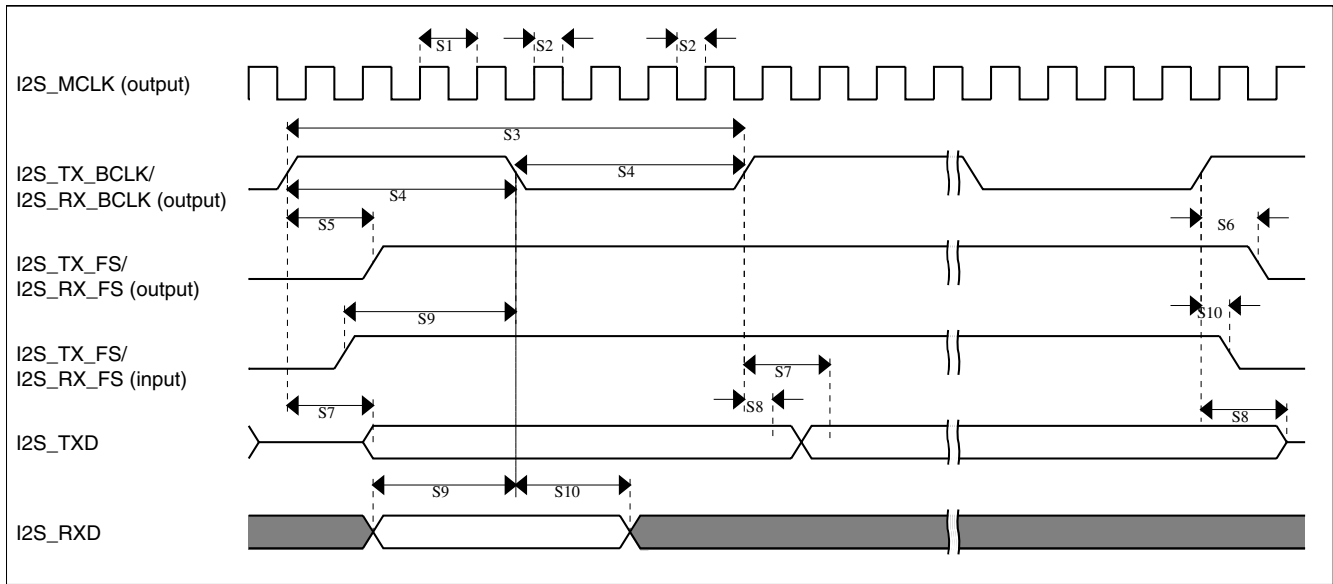 S1
S2
S2
I2S_MCLK (output)
S3
I2S_TX_BCLK/
I2S_RX_BCLK (output)
S4
S4
S5
S6
I2S_TX_FS/
I2S_RX_FS (output)
S9
S10
I2S_TX_FS/
I2S_RX_FS (input)
S7
S7
S8
S8
I2S_TXD
S9
S10
I2S_RXD